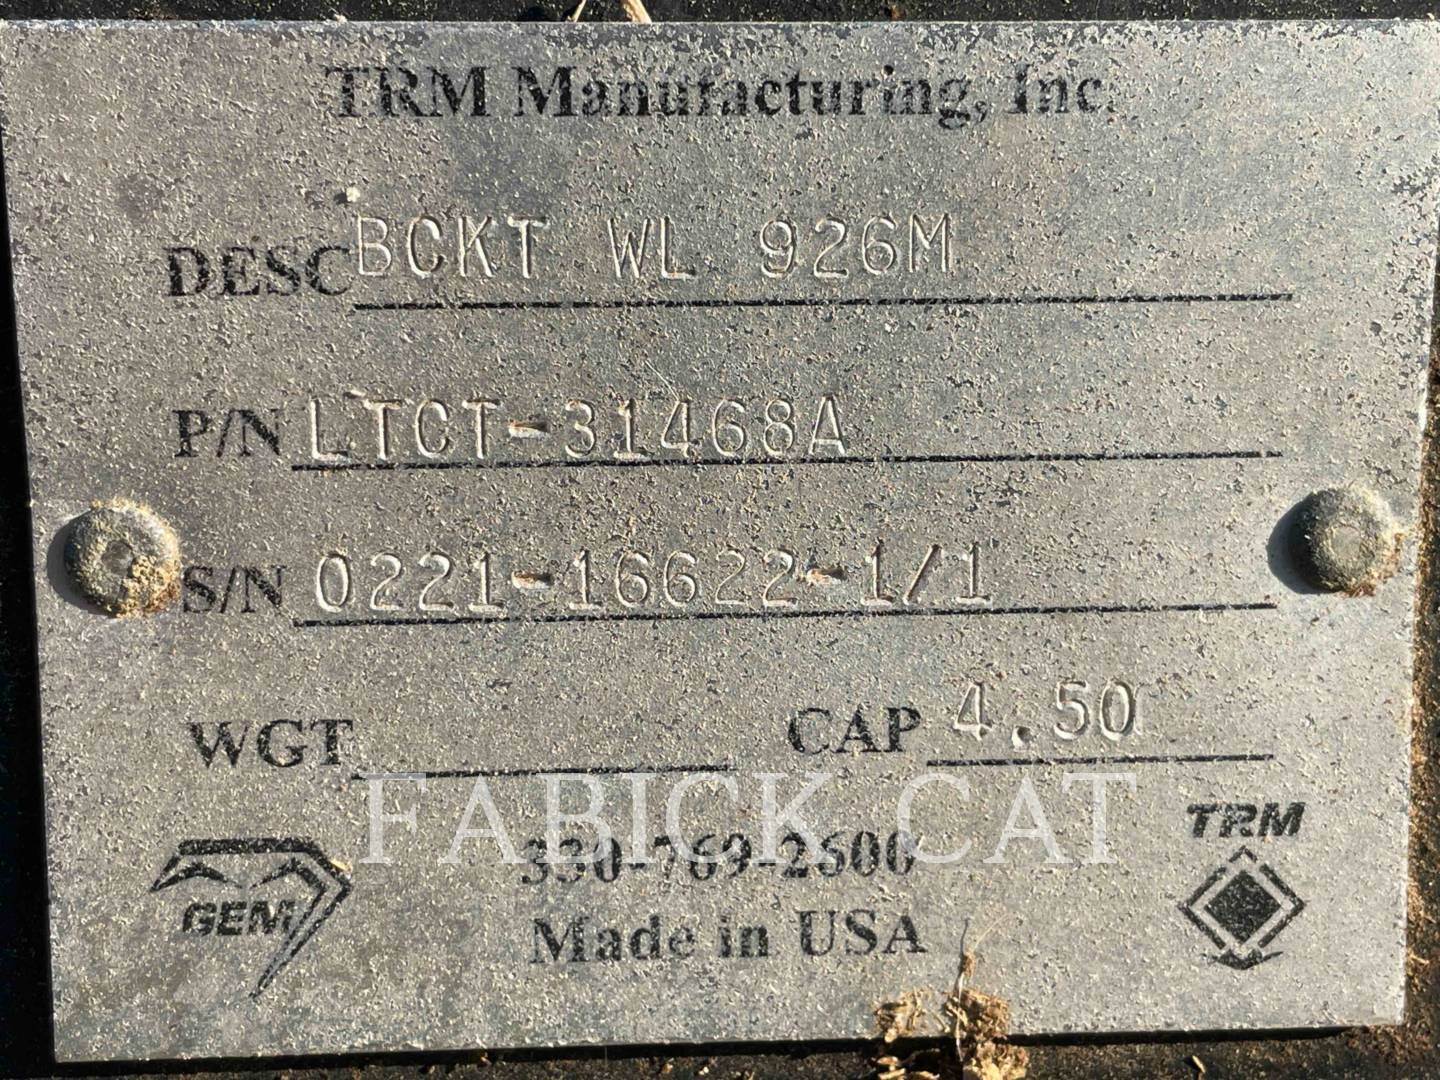 TRM Manufacturing, Inc.
DESC BCKT WL 926M
P/N LTCT-31468A
S/N 0221-16622-1/1
WGT CAP 4.50
FABICK CAT
TRM
GEM
330-769-2600
Made in USA